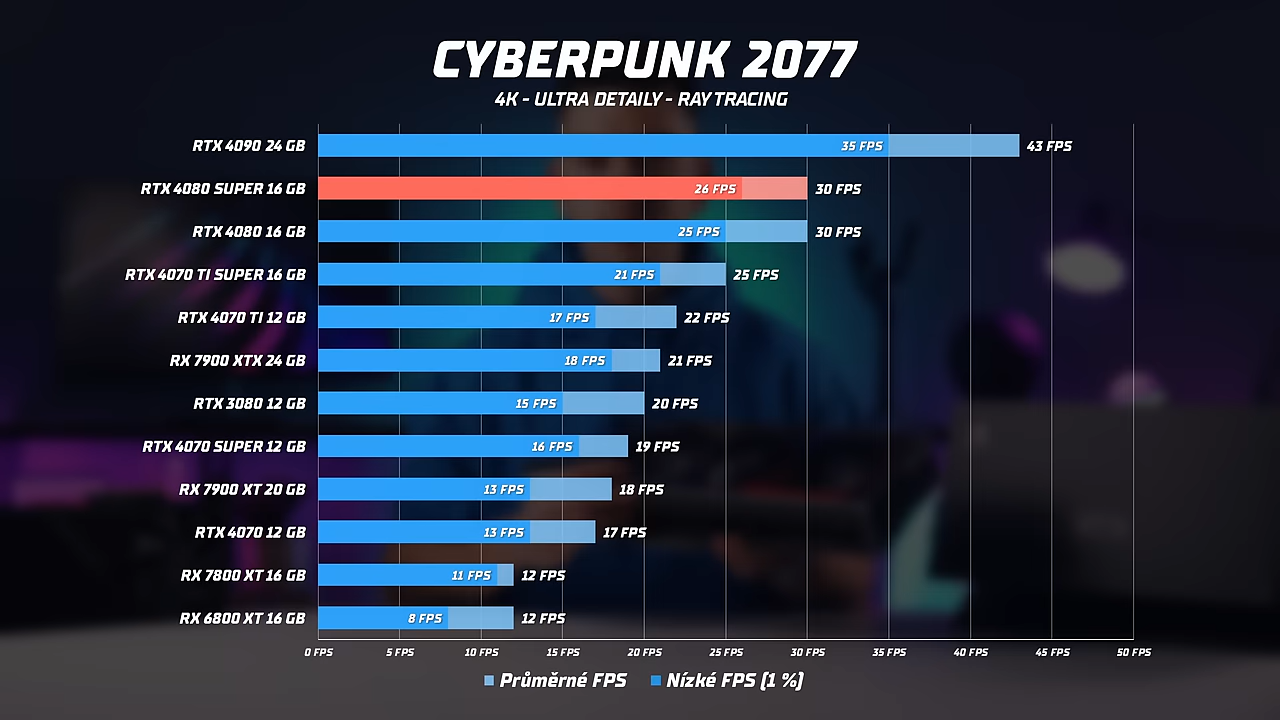 CYBERPUNK 2077
4K - ULTRA DETAILY - RAY TRACING
RTX 4090 24 GB 35 FPS 43 FPS
RTX 4080 SUPER 16 GB 26 FPS 30 FPS
RTX 4080 16 GB 25 FPS 30 FPS
RTX 4070 TI SUPER 16 GB 21 FPS 25 FPS
RTX 4070 TI 12 GB 17 FPS 22 FPS
RX 7900 XTX 24 GB 18 FPS 21 FPS
RTX 3080 12 GB 15 FPS 20 FPS
RTX 4070 SUPER 12 GB 16 FPS 19 FPS
RX 7900 XT 20 GB 13 FPS 18 FPS
RTX 4070 12 GB 13 FPS 17 FPS
RX 7800 XT 16 GB 11 FPS 12 FPS
RX 6800 XT 16 GB 8 FPS 12 FPS
0 FPS 5 FPS 10 FPS 15 FPS 20 FPS 25 FPS 30 FPS 35 FPS 40 FPS 45 FPS 50 FPS
Průměrné FPS Nízké FPS (1 %)